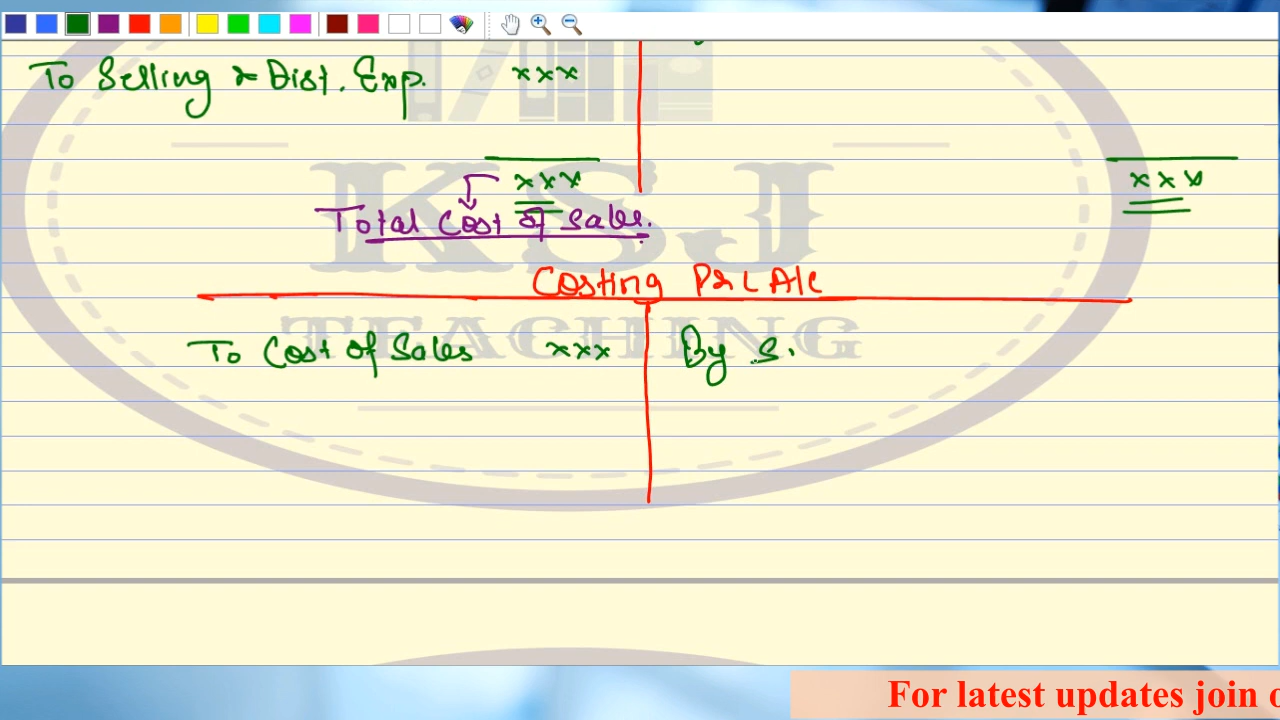 To Selling & Dist. Exp. xxx
xxx xxx
Total Cost of Sales.
Costing P&L A/c
To Cost of Sales xxx By S.
KSJ
TEACHING
For latest updates join